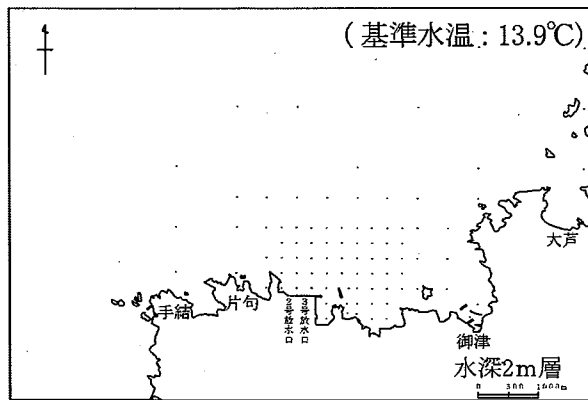 (基準水温:13.9℃)
大芦
手結
片句
2号放水口
3号放水口
御津
水深2m層
0 500 1000m